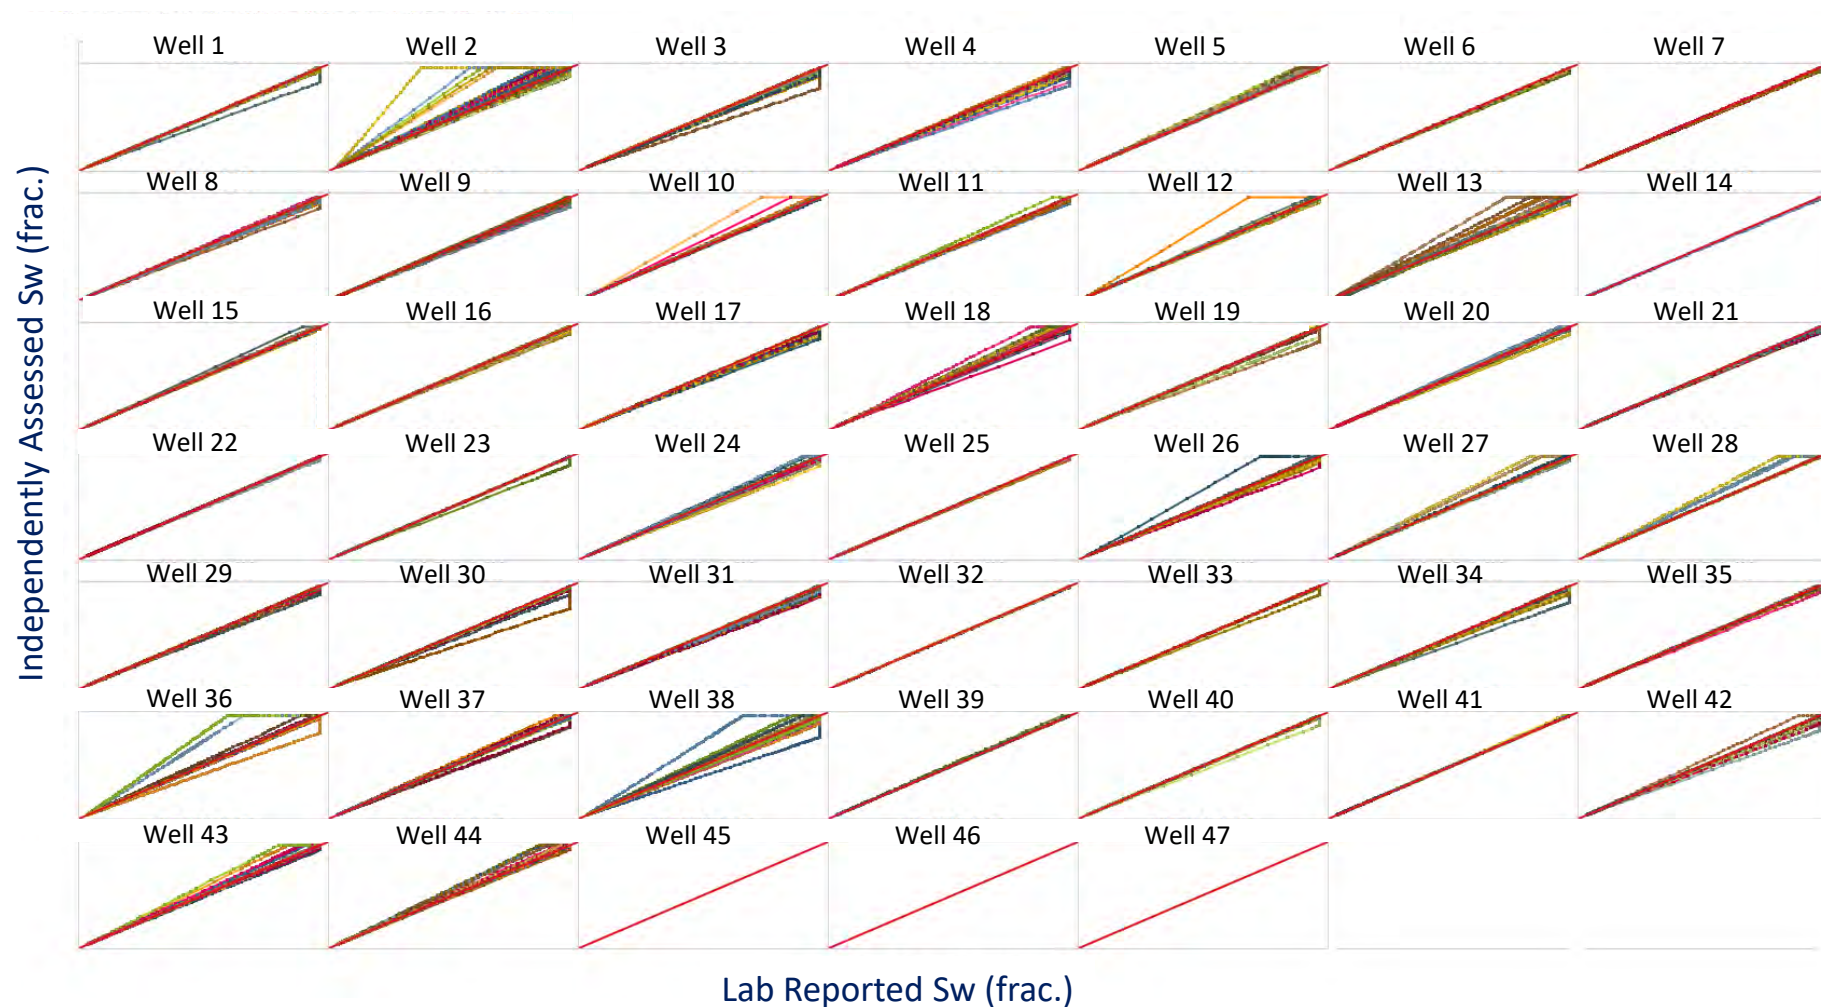 Well 1 Well 2 Well 3 Well 4 Well 5 Well 6 Well 7
Well 8 Well 9 Well 10 Well 11 Well 12 Well 13 Well 14
Well 15 Well 16 Well 17 Well 18 Well 19 Well 20 Well 21
Well 22 Well 23 Well 24 Well 25 Well 26 Well 27 Well 28
Well 29 Well 30 Well 31 Well 32 Well 33 Well 34 Well 35
Well 36 Well 37 Well 38 Well 39 Well 40 Well 41 Well 42
Well 43 Well 44 Well 45 Well 46 Well 47
Independently Assessed Sw (frac.)
Lab Reported Sw (frac.)